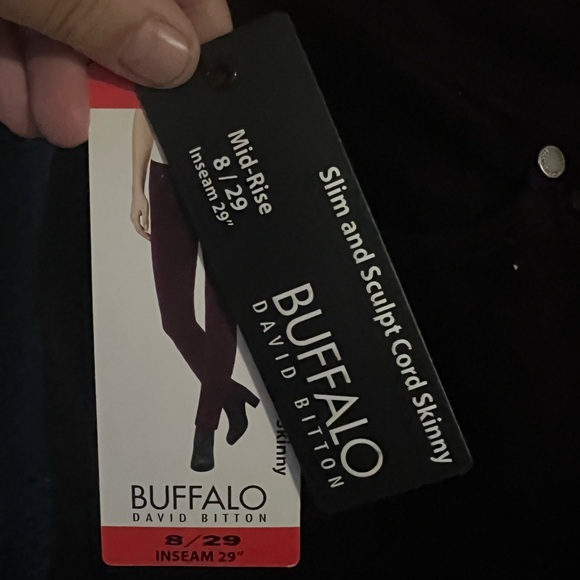 Mid-Rise
8 / 29
Inseam 29"
Slim and Sculpt Cord Skinny
BUFFALO
DAVID BITTON
Skinny
BUFFALO
DAVID BITTON
8/29
INSEAM 29"